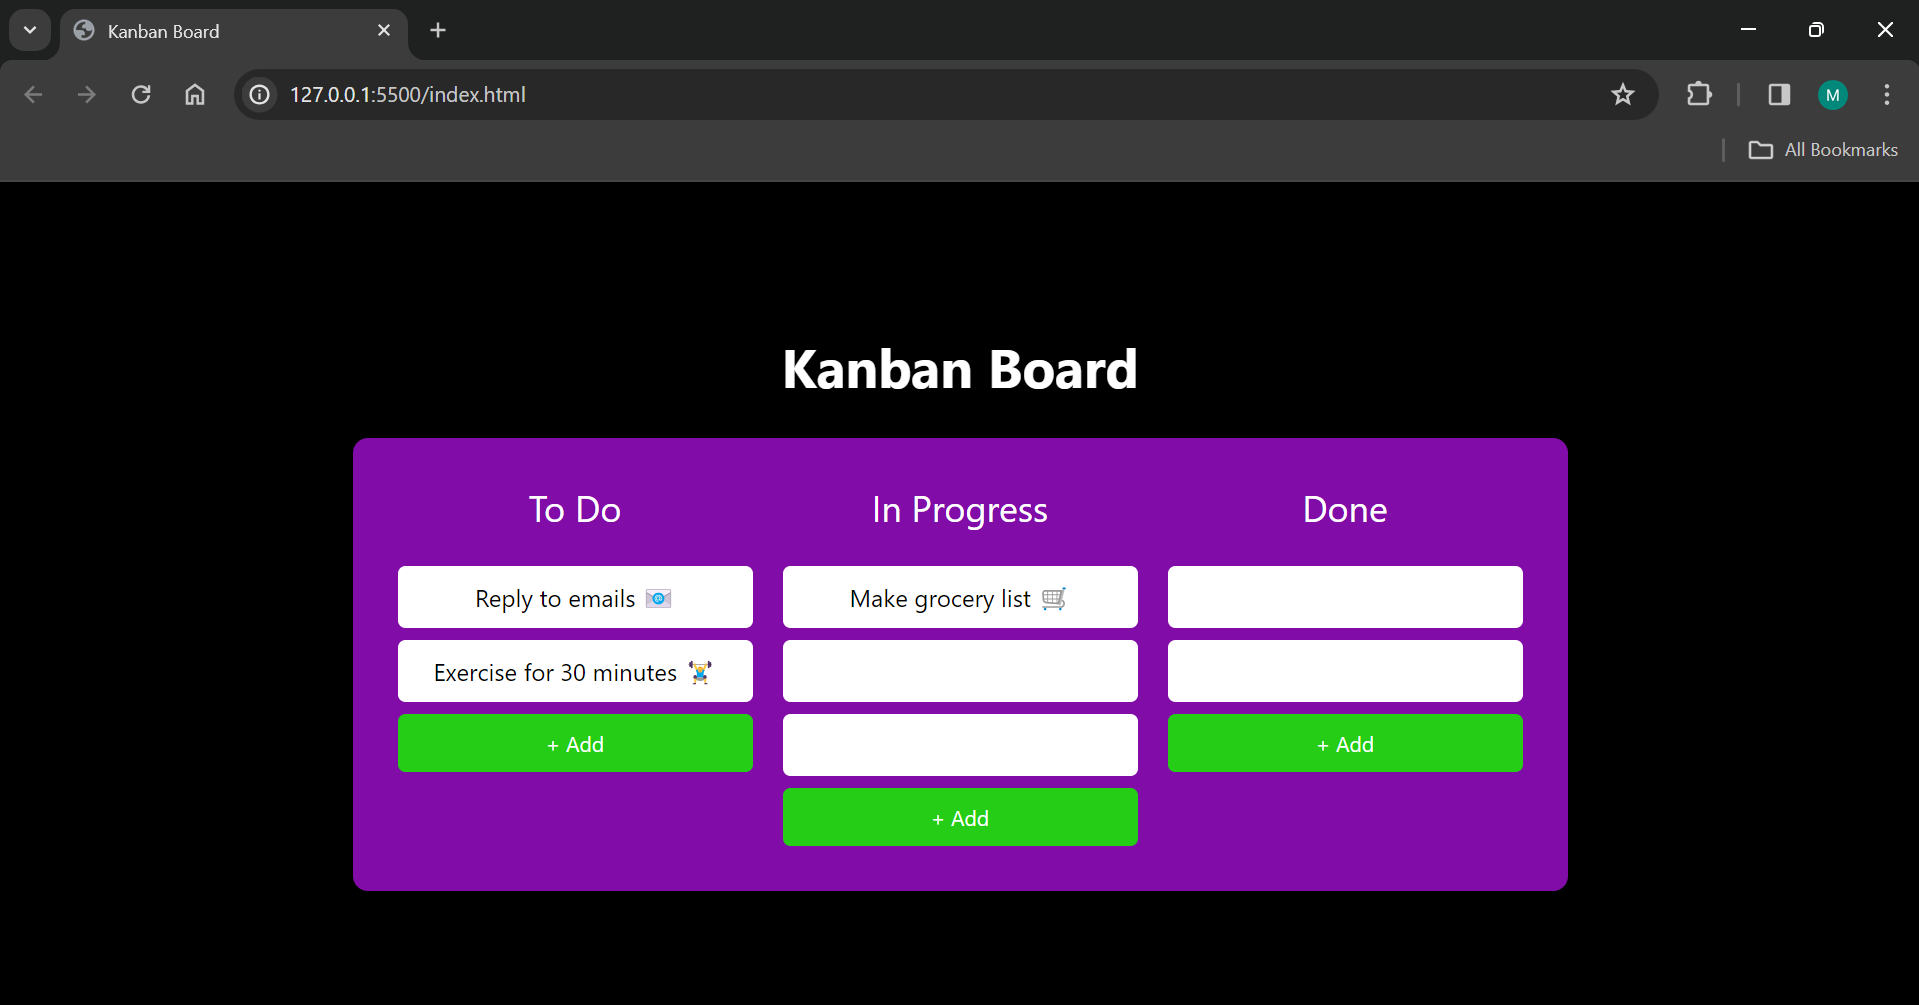 Kanban Board
127.0.0.1:5500/index.html
M
All Bookmarks
Kanban Board
To Do
In Progress
Done
Reply to emails 📧
Make grocery list 🛒
Exercise for 30 minutes 🏋️
+ Add
+ Add
+ Add